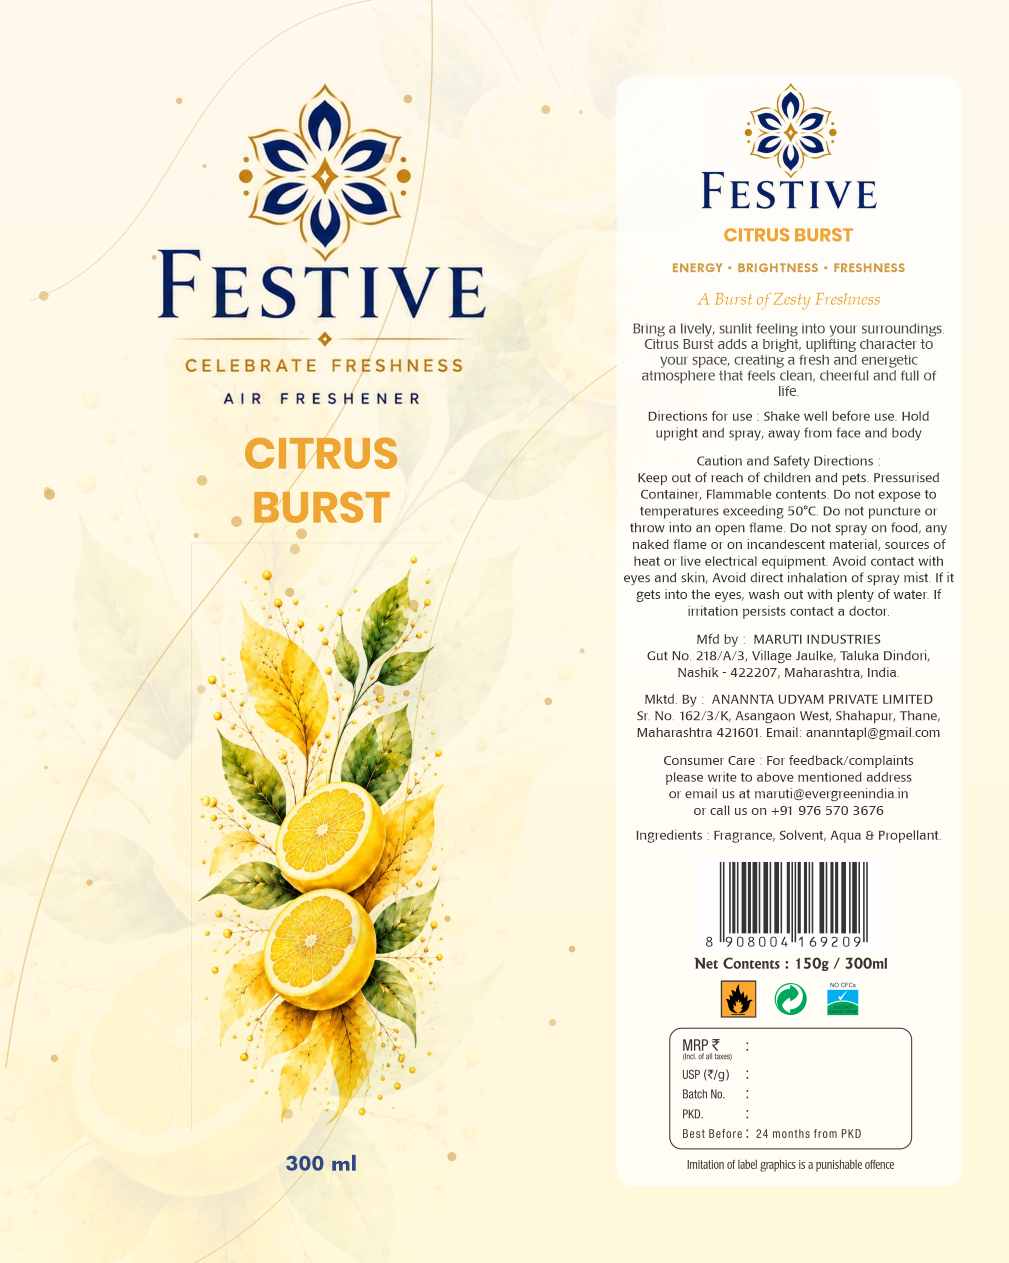 FESTIVE
CELEBRATE FRESHNESS
AIR FRESHENER
CITRUS
BURST
300 ml
FESTIVE
CITRUS BURST
ENERGY • BRIGHTNESS • FRESHNESS
A Burst of Zesty Freshness
Bring a lively, sunlit feeling into your surroundings.
Citrus Burst adds a bright, uplifting character to
your space, creating a fresh and energetic
atmosphere that feels clean, cheerful and full of
life.
Directions for use : Shake well before use. Hold
upright and spray, away from face and body
Caution and Safety Directions :
Keep out of reach of children and pets. Pressurised
Container, Flammable contents. Do not expose to
temperatures exceeding 50°C. Do not puncture or
throw into an open flame. Do not spray on food, any
naked flame or on incandescent material, sources of
heat or live electrical equipment. Avoid contact with
eyes and skin, Avoid direct inhalation of spray mist. If it
gets into the eyes, wash out with plenty of water. If
irritation persists contact a doctor.
Mfd by : MARUTI INDUSTRIES
Gut No. 218/A/3, Village Jaulke, Taluka Dindori,
Nashik - 422207, Maharashtra, India.
Mktd. By : ANANNTA UDYAM PRIVATE LIMITED
Sr. No. 162/3/K, Asangaon West, Shahapur, Thane,
Maharashtra 421601. Email: ananntapl@gmail.com
Consumer Care : For feedback/complaints
please write to above mentioned address
or email us at maruti@evergreenindia.in
or call us on +91 976 570 3676
Ingredients : Fragrance, Solvent, Aqua & Propellant.
8 908004 169209
Net Contents : 150g / 300ml
NO CFCs
MRP ₹ :
(Incl. of all taxes)
USP (₹/g) :
Batch No. :
PKD. :
Best Before : 24 months from PKD
Imitation of label graphics is a punishable offence